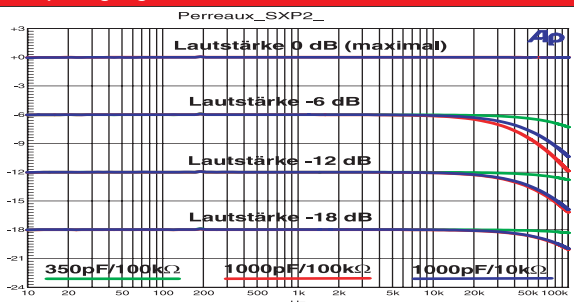 Perreaux_SXP2_
+3
Ap
Lautstärke 0 dB (maximal)
+0
-3
Lautstärke -6 dB
-6
-9
Lautstärke -12 dB
-12
-15
Lautstärke -18 dB
-18
-21
350pF/100kΩ 1000pF/100kΩ 1000pF/10kΩ
-24
10 20 50 100 200 500 1k 2k 5k 10k 20k 50k 100k